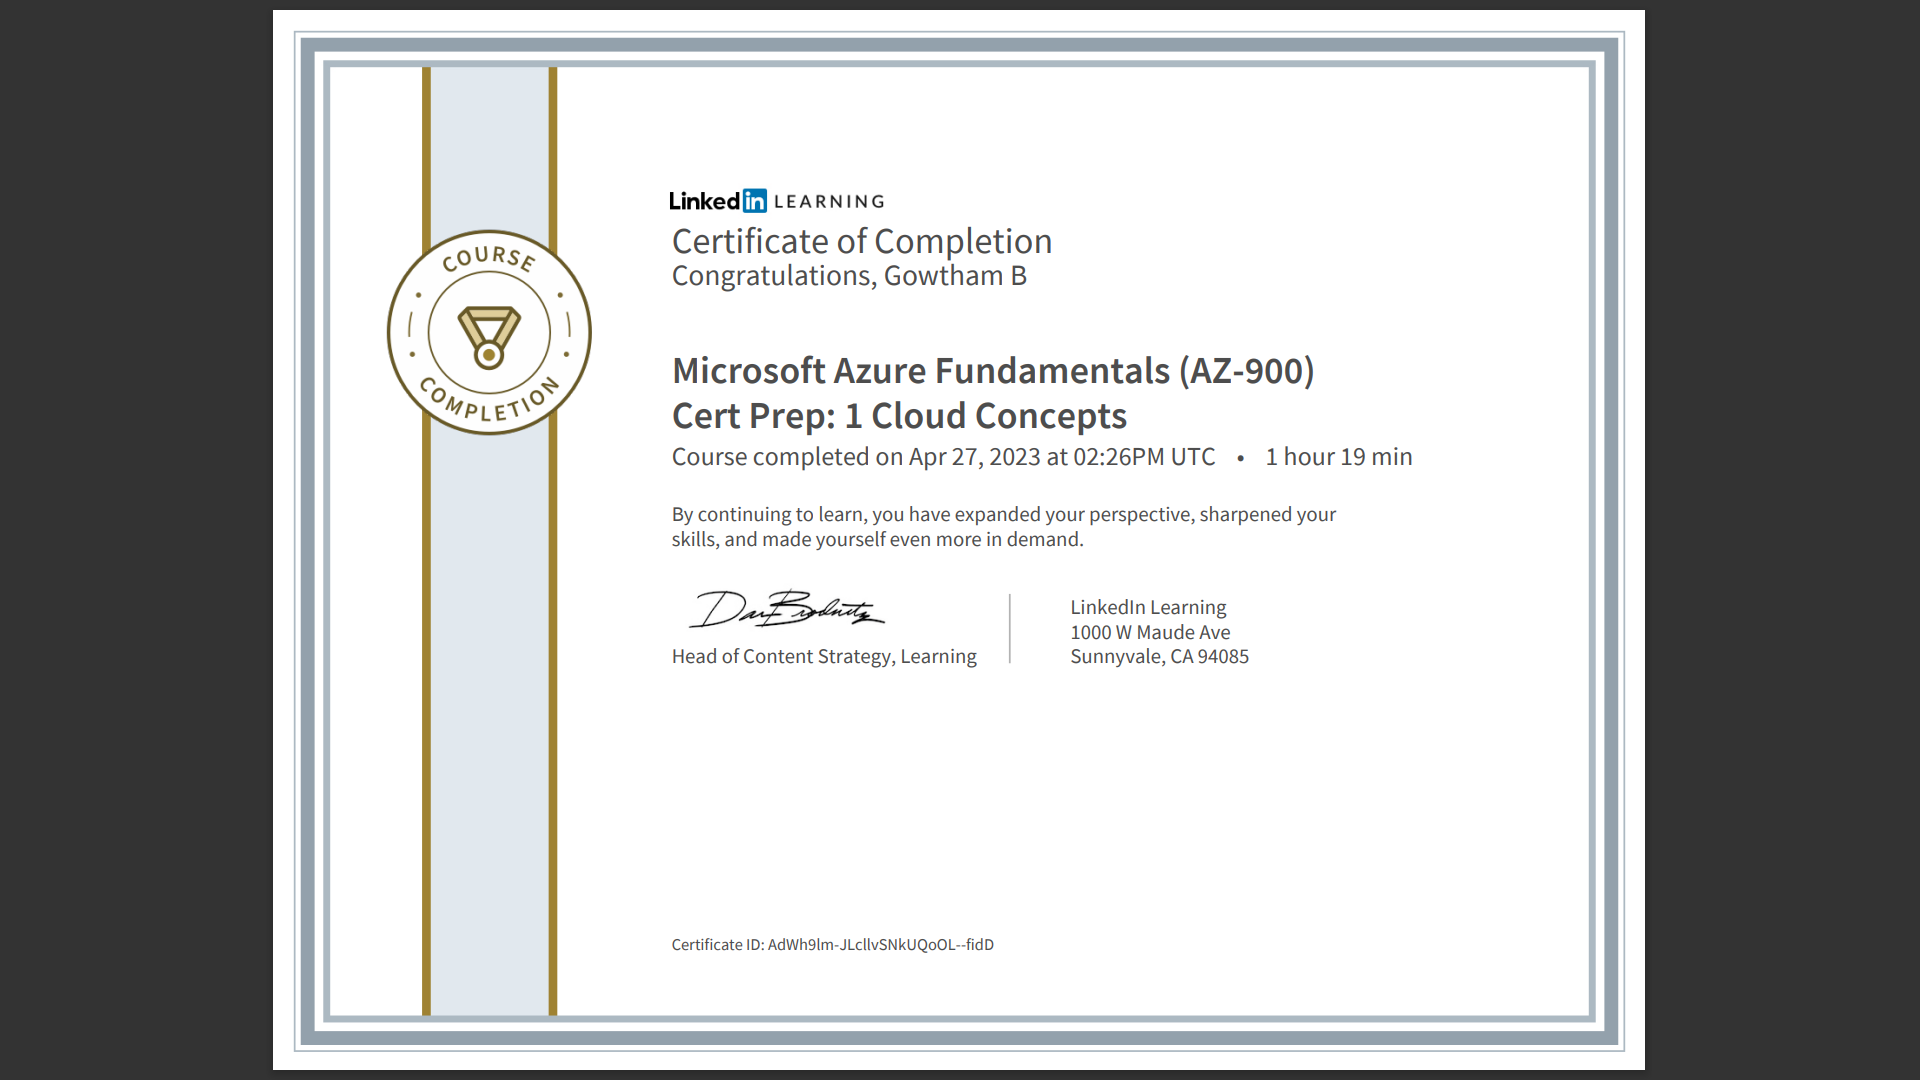 COURSE
COMPLETION
Linked in LEARNING
Certificate of Completion
Congratulations, Gowtham B
Microsoft Azure Fundamentals (AZ-900)
Cert Prep: 1 Cloud Concepts
Course completed on Apr 27, 2023 at 02:26PM UTC • 1 hour 19 min
By continuing to learn, you have expanded your perspective, sharpened your
skills, and made yourself even more in demand.
Dan Brodnitz
Head of Content Strategy, Learning
LinkedIn Learning
1000 W Maude Ave
Sunnyvale, CA 94085
Certificate ID: AdWh9lm-JLcllvSNkUQoOL--fidD